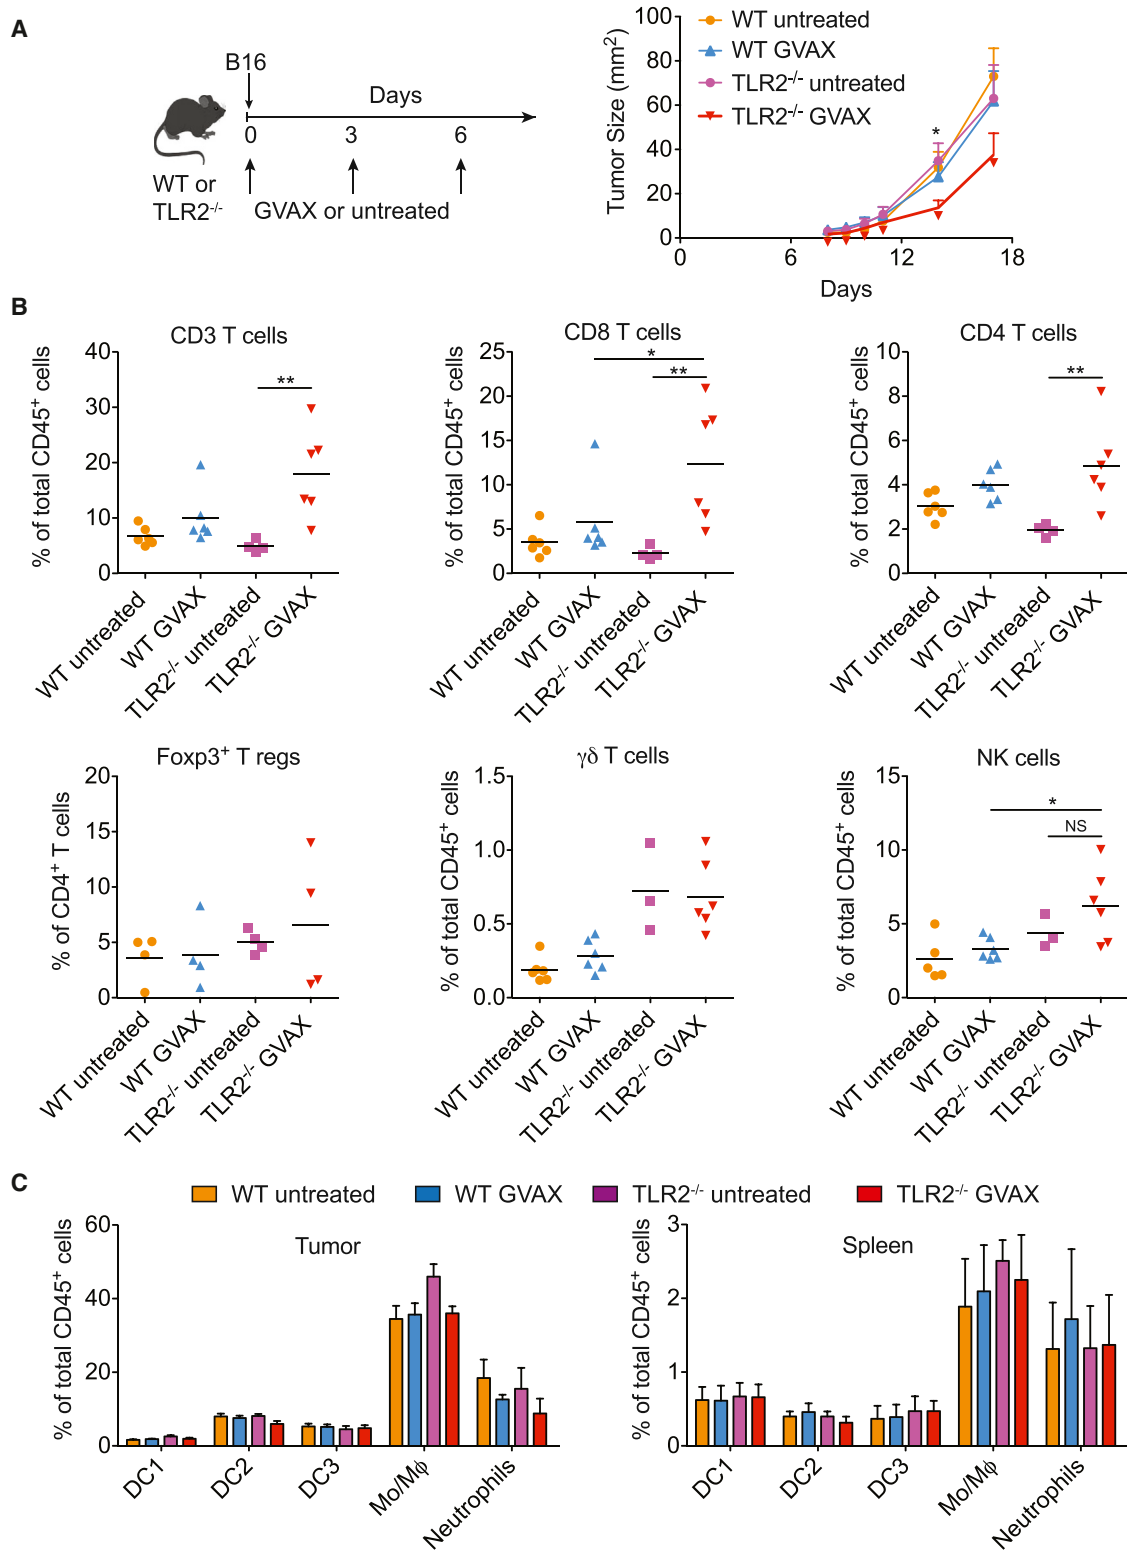 A
B16
Days
0 3 6
WT or
TLR2-/-
GVAX or untreated
Tumor Size (mm2)
100
80
60
40
20
0
WT untreated
WT GVAX
TLR2-/- untreated
TLR2-/- GVAX
*
0 6 12 18
Days
B
CD3 T cells
% of total CD45+ cells
40
30
20
10
0
**
WT untreated
WT GVAX
TLR2-/- untreated
TLR2-/- GVAX
CD8 T cells
% of total CD45+ cells
25
20
15
10
5
0
*
**
WT untreated
WT GVAX
TLR2-/- untreated
TLR2-/- GVAX
CD4 T cells
% of total CD45+ cells
10
8
6
4
2
0
**
WT untreated
WT GVAX
TLR2-/- untreated
TLR2-/- GVAX
Foxp3+ T regs
% of CD4+ T cells
20
15
10
5
0
WT untreated
WT GVAX
TLR2-/- untreated
TLR2-/- GVAX
γδ T cells
% of total CD45+ cells
1.5
1.0
0.5
0.0
WT untreated
WT GVAX
TLR2-/- untreated
TLR2-/- GVAX
NK cells
% of total CD45+ cells
15
10
5
0
*
NS
WT untreated
WT GVAX
TLR2-/- untreated
TLR2-/- GVAX
C
WT untreated WT GVAX TLR2-/- untreated TLR2-/- GVAX
Tumor
% of total CD45+ cells
60
40
20
0
DC1
DC2
DC3
Mo/Mϕ
Neutrophils
Spleen
% of total CD45+ cells
3
2
1
0
DC1
DC2
DC3
Mo/Mϕ
Neutrophils